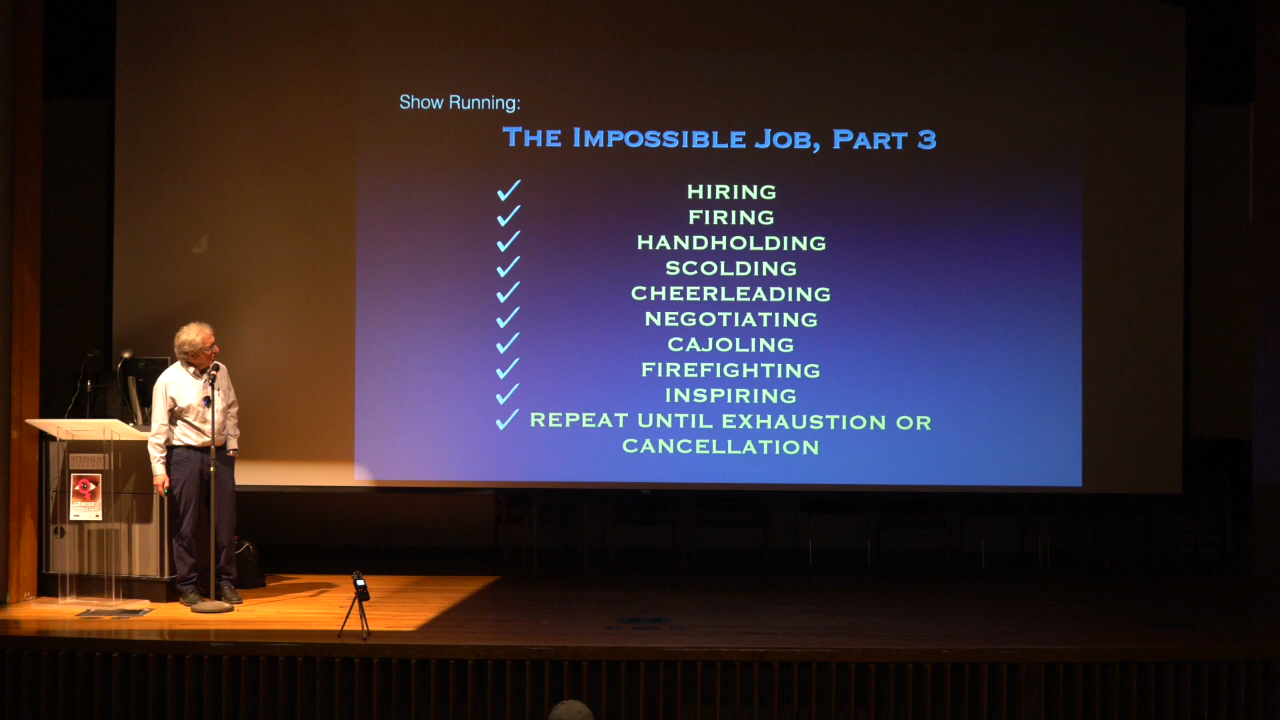 Show Running:
The Impossible Job, Part 3
✓ HIRING
✓ FIRING
✓ HANDHOLDING
✓ SCOLDING
✓ CHEERLEADING
✓ NEGOTIATING
✓ CAJOLING
✓ FIREFIGHTING
✓ INSPIRING
✓ REPEAT UNTIL EXHAUSTION OR
CANCELLATION
STEPHENS